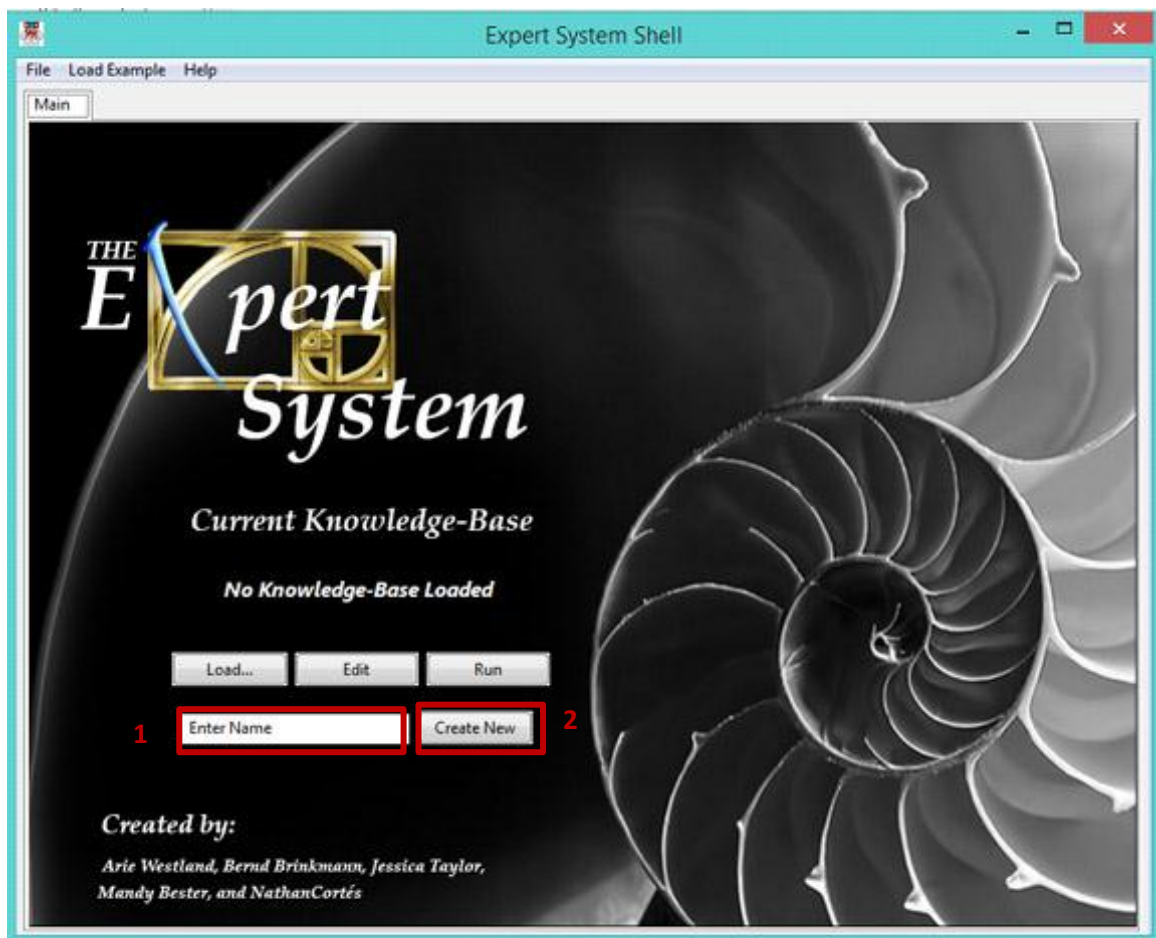 Expert System Shell
File Load Example Help
Main
THE
Expert
System
Current Knowledge-Base
No Knowledge-Base Loaded
Load... Edit Run
1 Enter Name Create New 2
Created by:
Arie Westland, Bernd Brinkmann, Jessica Taylor,
Mandy Bester, and NathanCortés